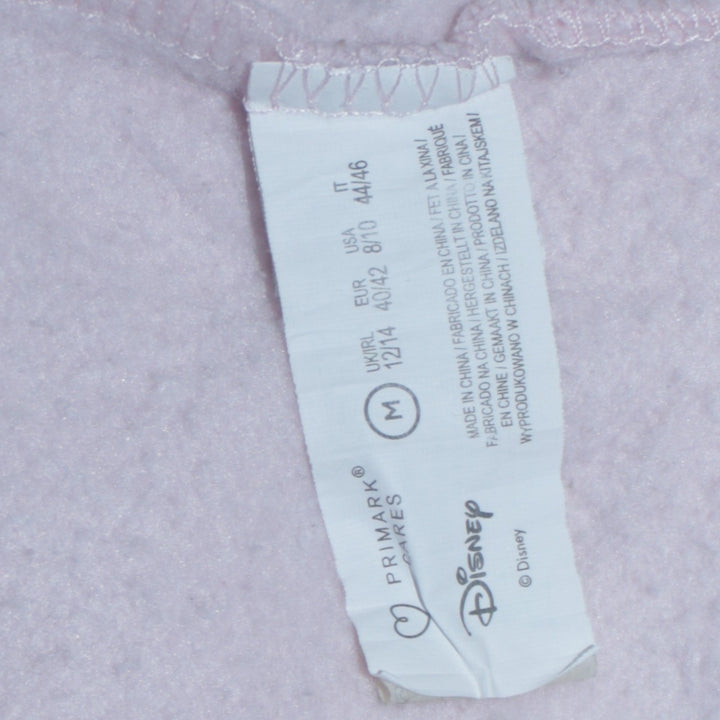 PRIMARK®
CARES
M
UK/IRL EUR USA IT
12/14 40/42 8/10 44/46
DISNEY
© Disney
MADE IN CHINA / FABRICADO EN CHINA / FET A LA XINA /
FABRICADO NA CHINA / HERGESTELLT IN CHINA / FABRIQUÉ
EN CHINE / GEMAAKT IN CHINA / PRODOTTO IN CINA /
WYPRODUKOWANO W CHINACH / IZDELANO NA KITAJSKEM /